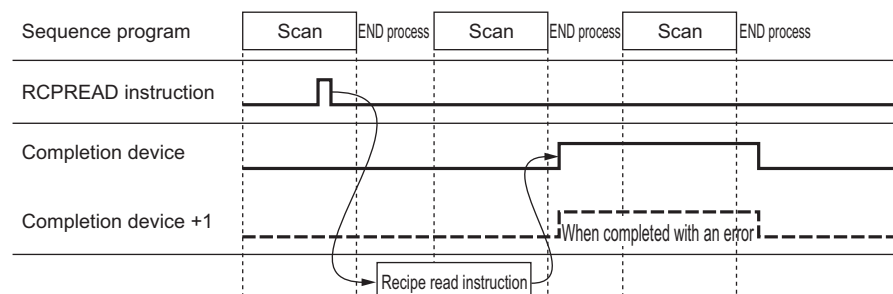 Sequence program Scan END process Scan END process Scan END process
RCPREAD instruction
Completion device
Completion device +1
When completed with an error
Recipe read instruction